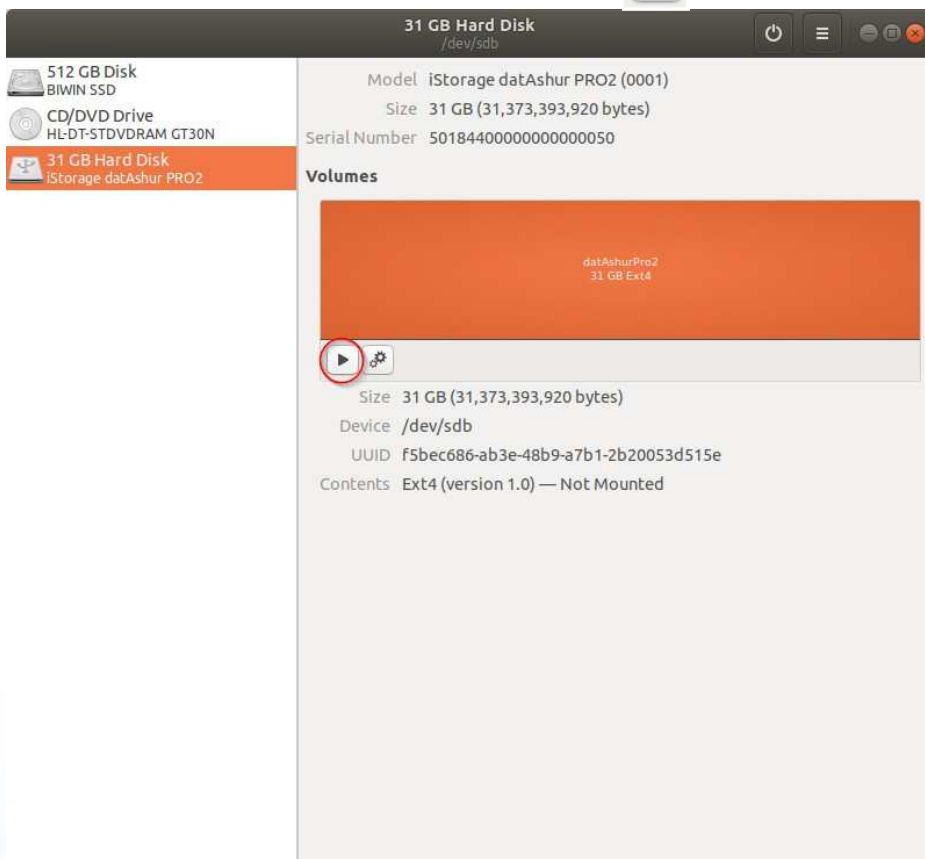 31 GB Hard Disk
/dev/sdb
512 GB Disk
BIWIN SSD
CD/DVD Drive
HL-DT-STDVDRAM GT30N
31 GB Hard Disk
iStorage datAshur PRO2
Model iStorage datAshur PRO2 (0001)
Size 31 GB (31,373,393,920 bytes)
Serial Number 50184400000000000050
Volumes
datAshurPro2
31 GB Ext4
Size 31 GB (31,373,393,920 bytes)
Device /dev/sdb
UUID f5bec686-ab3e-48b9-a7b1-2b20053d515e
Contents Ext4 (version 1.0) — Not Mounted